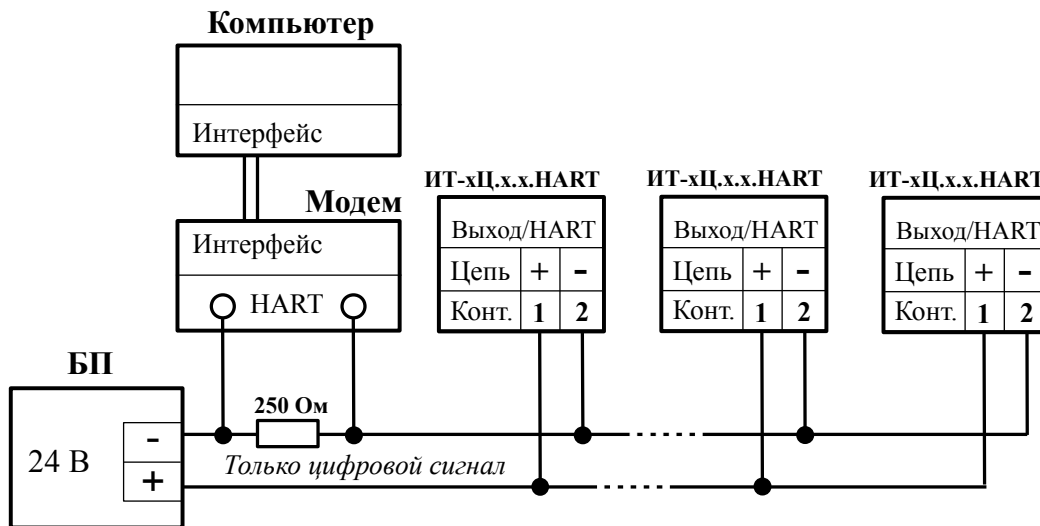 Компьютер
Интерфейс
Модем
Интерфейс
HART
ИТ-хЦ.х.х.HART
Выход/HART
Цепь + -
Конт. 1 2
ИТ-хЦ.х.х.HART
Выход/HART
Цепь + -
Конт. 1 2
ИТ-хЦ.х.х.HART
Выход/HART
Цепь + -
Конт. 1 2
БП
24 В
-
+
250 Ом
Только цифровой сигнал